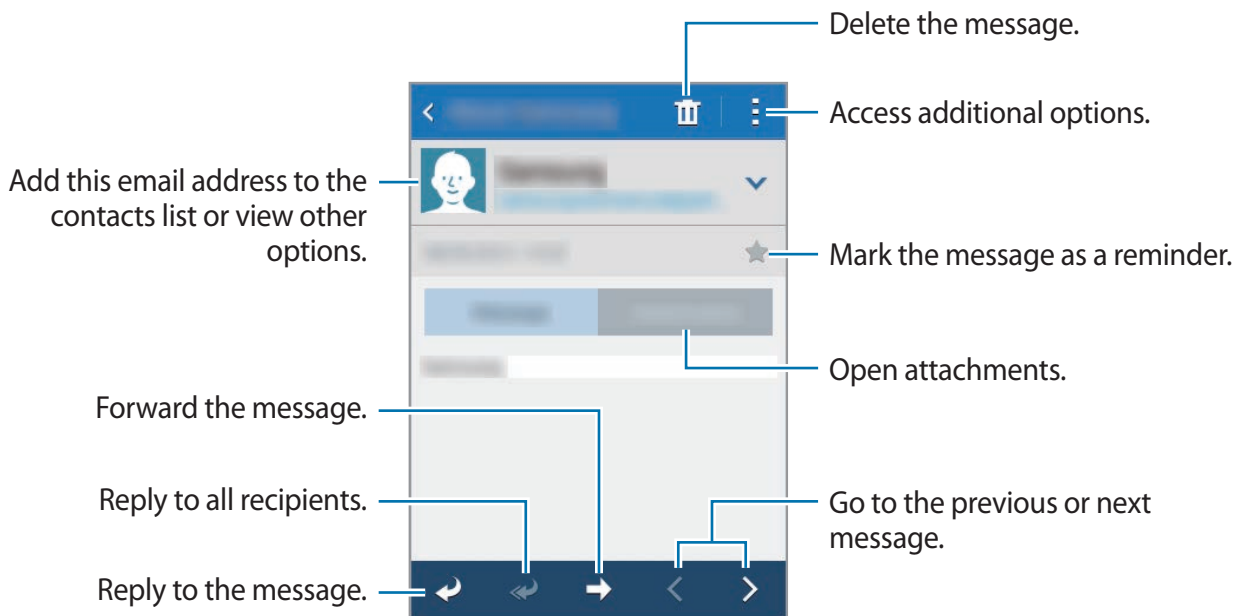 Delete the message.
Access additional options.
Add this email address to the
contacts list or view other
options.
Mark the message as a reminder.
Open attachments.
Forward the message.
Reply to all recipients.
Go to the previous or next
message.
Reply to the message.